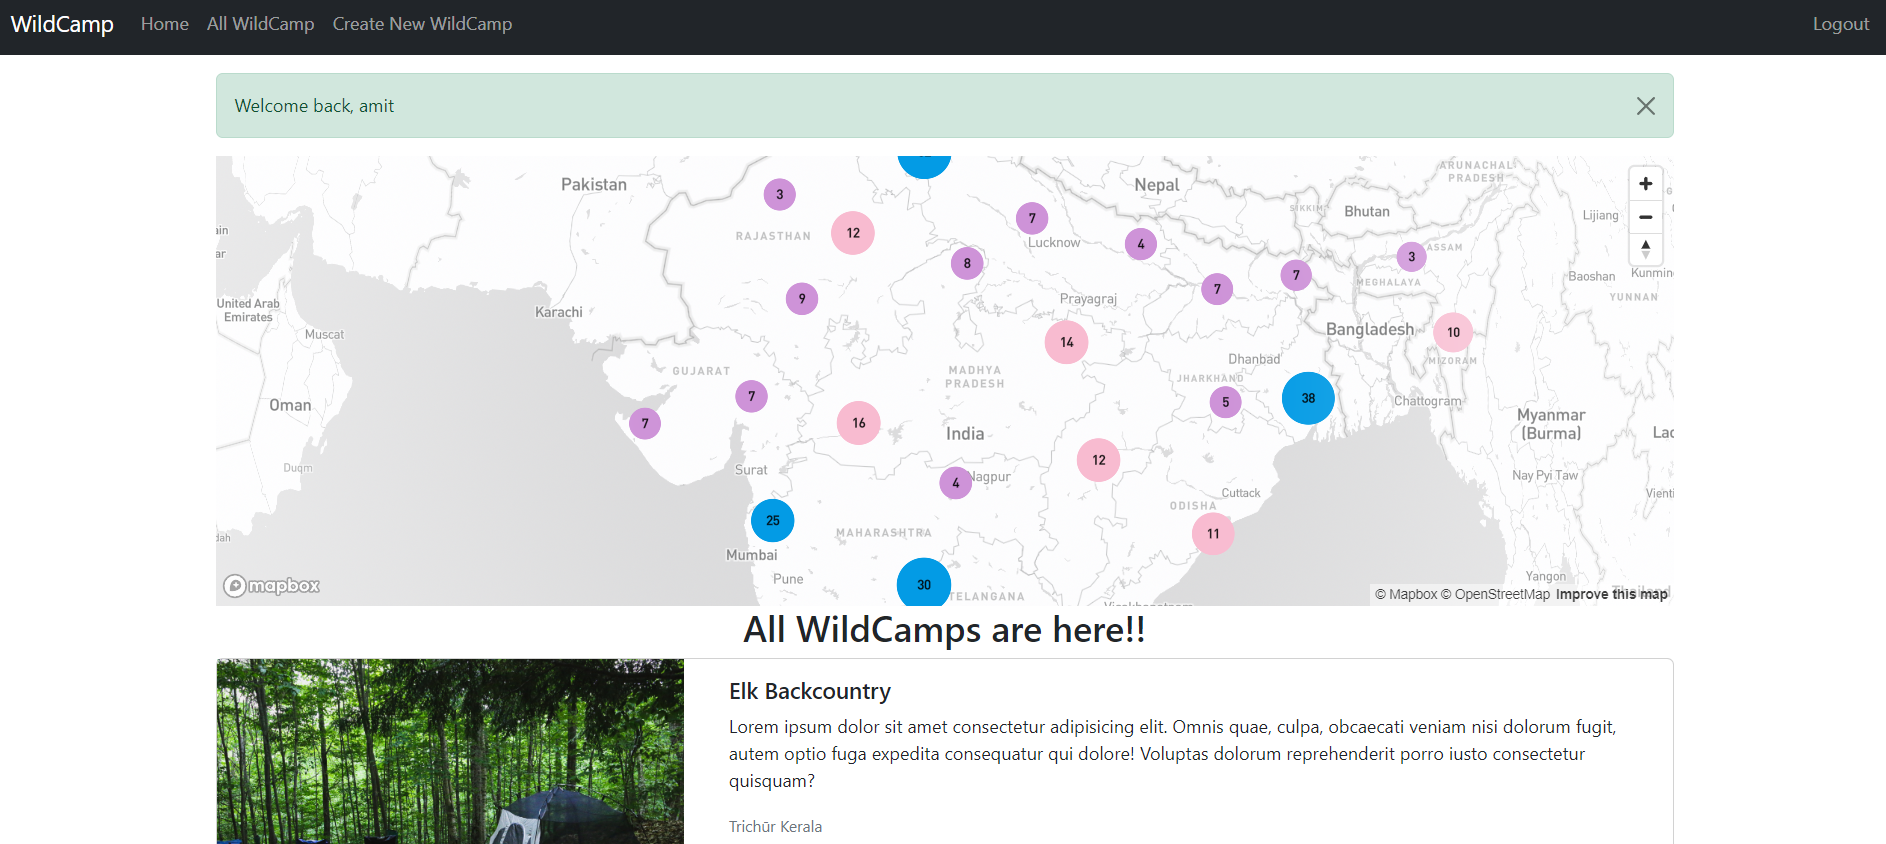 WildCamp Home All WildCamp Create New WildCamp Logout
Welcome back, amit
Pakistan
Nepal
ARUNACHAL
PRADESH
3
RAJASTHAN
12
7
Lucknow
4
SIKKIM
Bhutan
Lijiang
ain
ar
8
7
7
3
ASSAM
MEGHALAYA
Baoshan
Kunming
YUNNAN
United Arab
Emirates
Muscat
Karachi
9
Prayagraj
14
Bangladesh
10
MIZORAM
Dhanbad
GUJARAT
MADHYA
PRADESH
JHARKHAND
Oman
7
7
16
5
38
Chattogram
Myanmar
(Burma)
India
Duqm
Surat
4
Nagpur
12
Nay Pyi Taw
Cuttack
ODISHA
Vienti
25
MAHARASHTRA
11
dah
Mumbai
Pune
30
TELANGANA
Yangon
mapbox
© Mapbox © OpenStreetMap Improve this map
All WildCamps are here!!
Elk Backcountry
Lorem ipsum dolor sit amet consectetur adipisicing elit. Omnis quae, culpa, obcaecati veniam nisi dolorum fugit,
autem optio fuga expedita consequatur qui dolore! Voluptas dolorum reprehenderit porro iusto consectetur
quisquam?
Trichūr Kerala